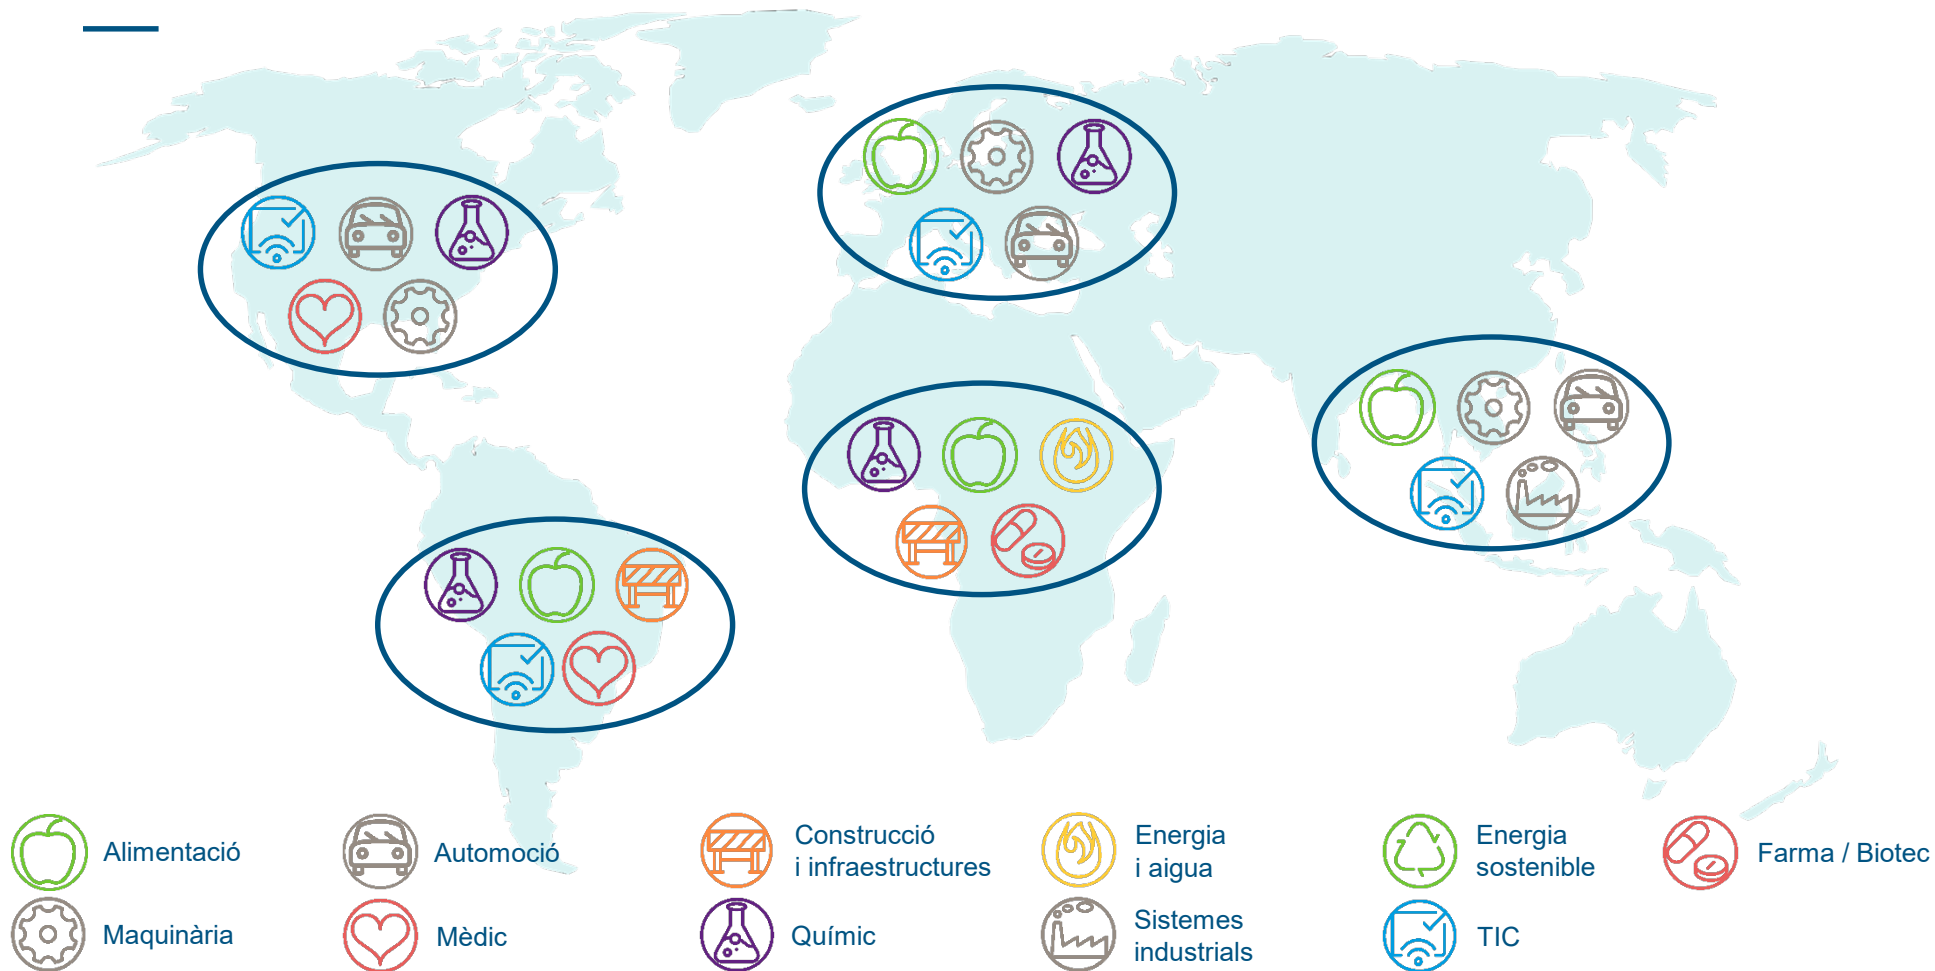 Alimentació
Automoció
Construcció
i infraestructures
Energia
i aigua
Energia
sostenible
Farma / Biotec
Maquinària
Mèdic
Químic
Sistemes
industrials
TIC